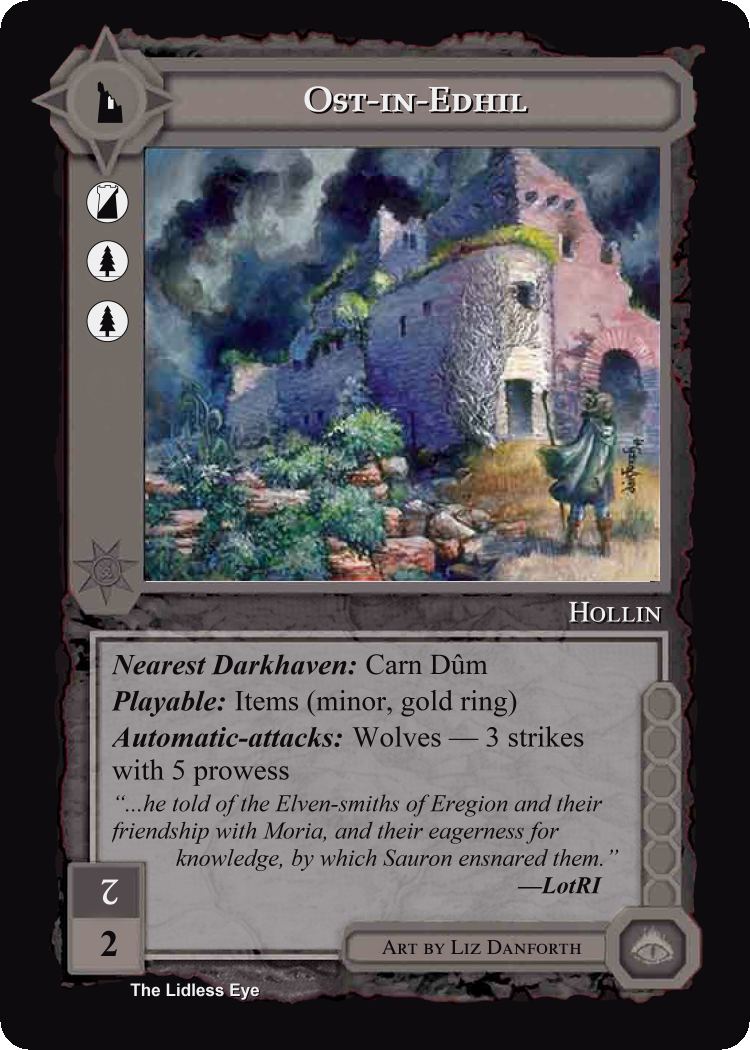 Ost-in-Edhil
Hollin
Nearest Darkhaven: Carn Dûm
Playable: Items (minor, gold ring)
Automatic-attacks: Wolves — 3 strikes
with 5 prowess
“...he told of the Elven-smiths of Eregion and their
friendship with Moria, and their eagerness for
knowledge, by which Sauron ensnared them.”
—LotRI
2
2
Art by Liz Danforth
The Lidless Eye